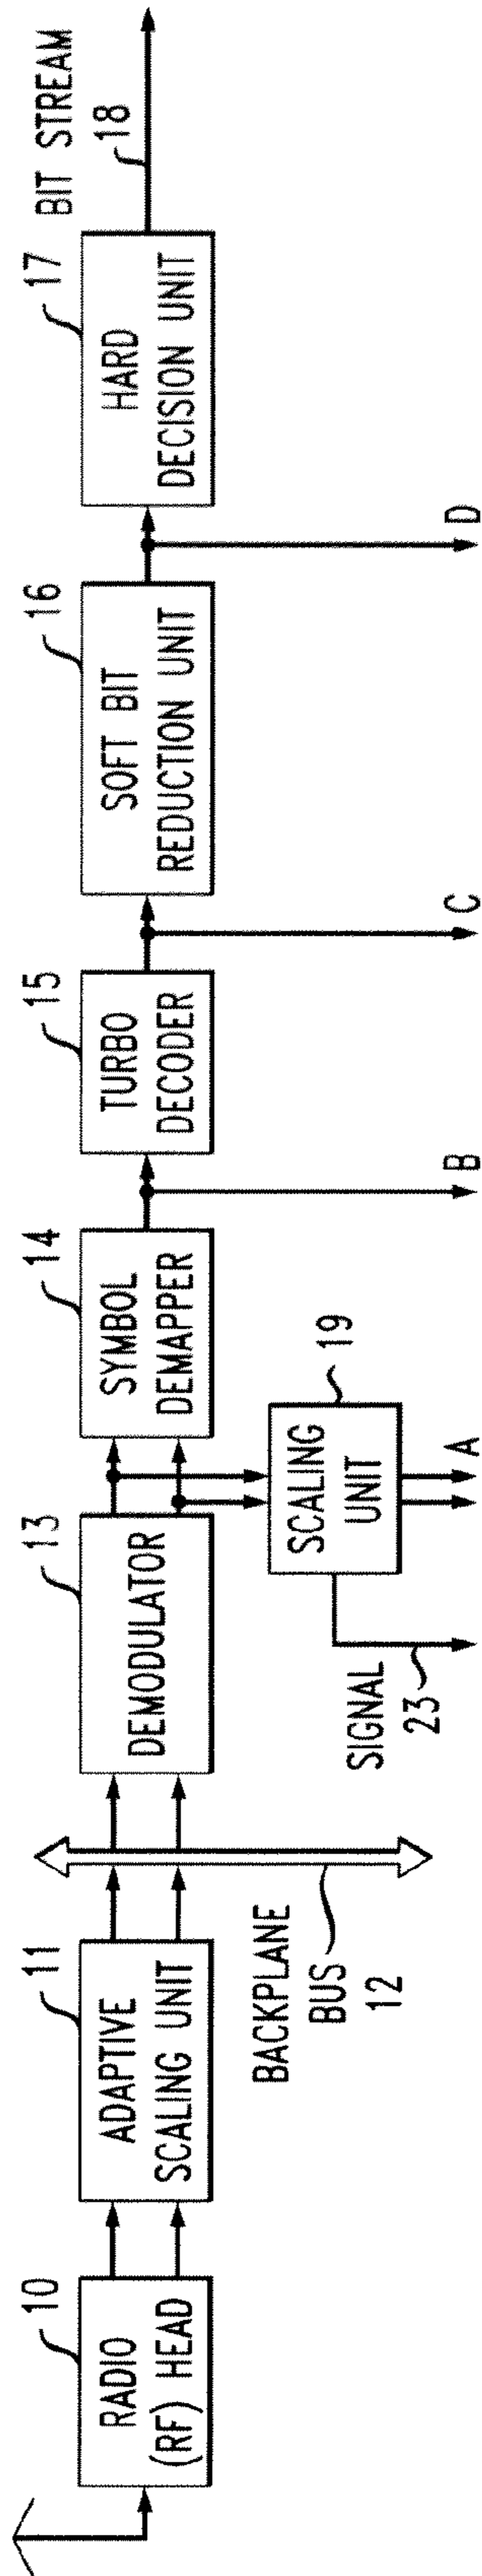 10
RADIO
(RF) HEAD
11
ADAPTIVE
SCALING UNIT
BACKPLANE
BUS
12
13
DEMODULATOR
SIGNAL
23
SCALING
UNIT
19
A
14
SYMBOL
DEMAPPER
B
15
TURBO
DECODER
C
16
SOFT BIT
REDUCTION UNIT
D
17
HARD
DECISION UNIT
BIT STREAM
18